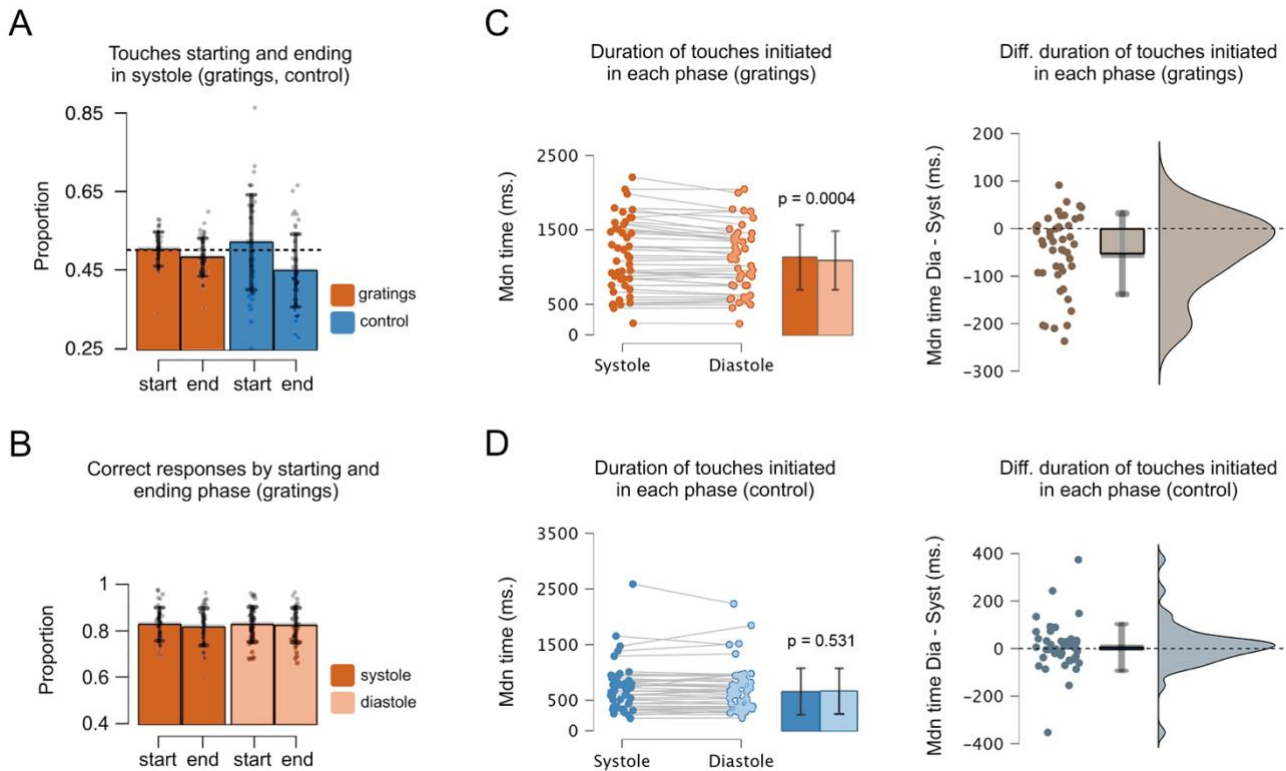 A
Touches starting and ending
in systole (gratings, control)
0.85
0.65
0.45
0.25
Proportion
gratings
control
start end start end
B
Correct responses by starting and
ending phase (gratings)
1
0.8
0.6
0.4
Proportion
systole
diastole
start end start end
C
Duration of touches initiated
in each phase (gratings)
2500
1500
500
0
Mdn time (ms.)
p = 0.0004
Systole Diastole
Diff. duration of touches
initiated
in each phase (gratings)
200
100
0
−100
−200
−300
Mdn time Dia - Syst (ms.)
D
Duration of touches initiated
in each phase (control)
3500
2500
1500
500
0
Mdn time (ms.)
p = 0.531
Systole Diastole
Diff. duration of touches initiated
in each phase (control)
400
200
0
−200
−400
Mdn time Dia - Syst (ms.)